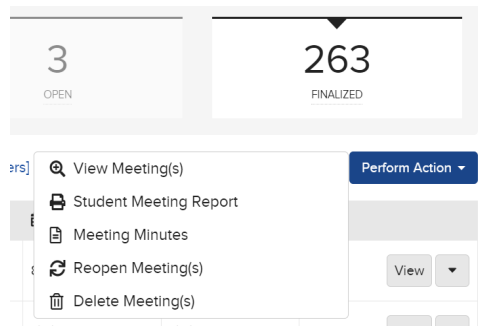 3
263
OPEN
FINALIZED
ers]
View Meeting(s)
Perform Action
Student Meeting Report
Meeting Minutes
Reopen Meeting(s)
View
Delete Meeting(s)